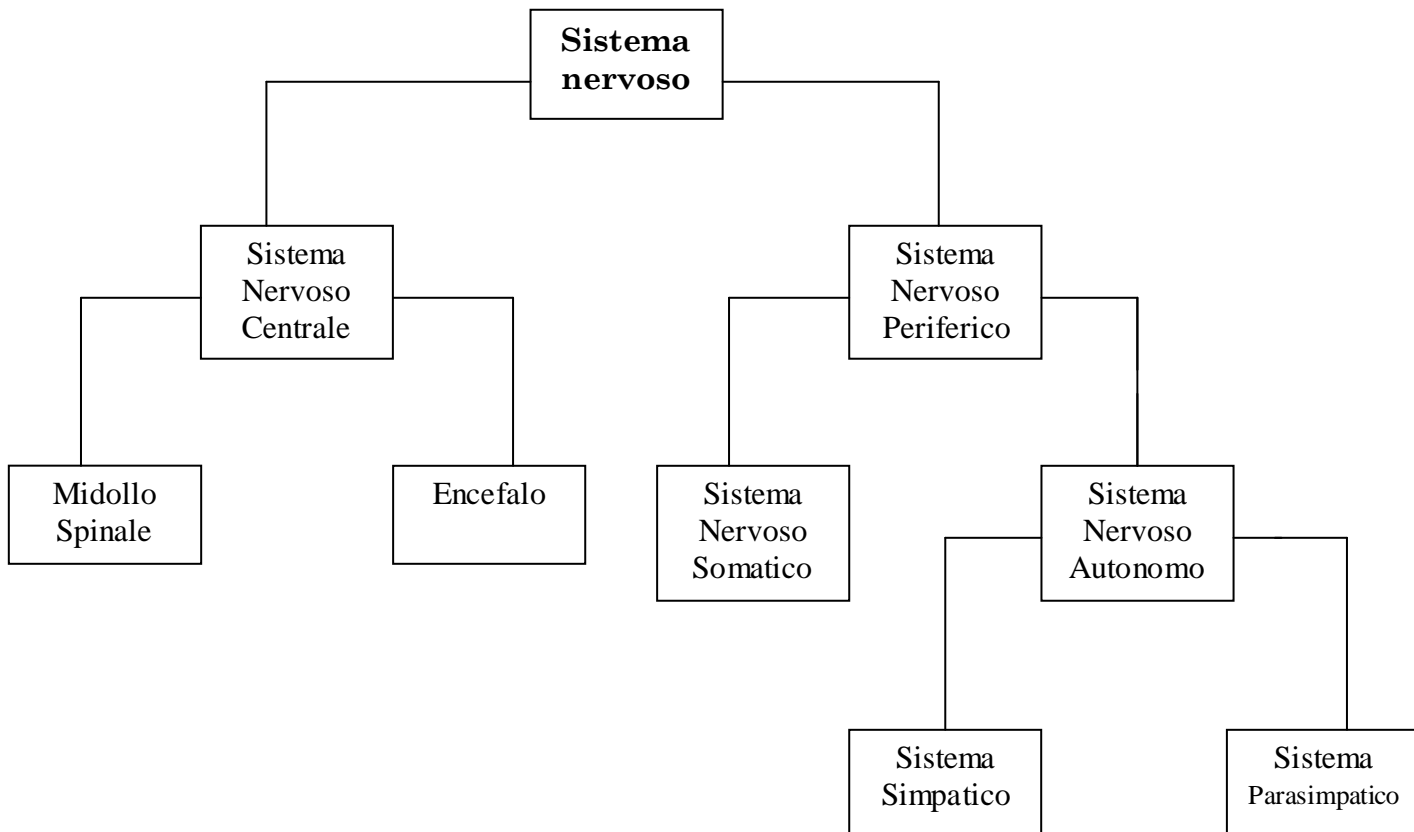 Sistema
nervoso
Sistema
Nervoso
Centrale
Sistema
Nervoso
Periferico
Midollo
Spinale
Encefalo
Sistema
Nervoso
Somatico
Sistema
Nervoso
Autonomo
Sistema
Simpatico
Sistema
Parasimpatico